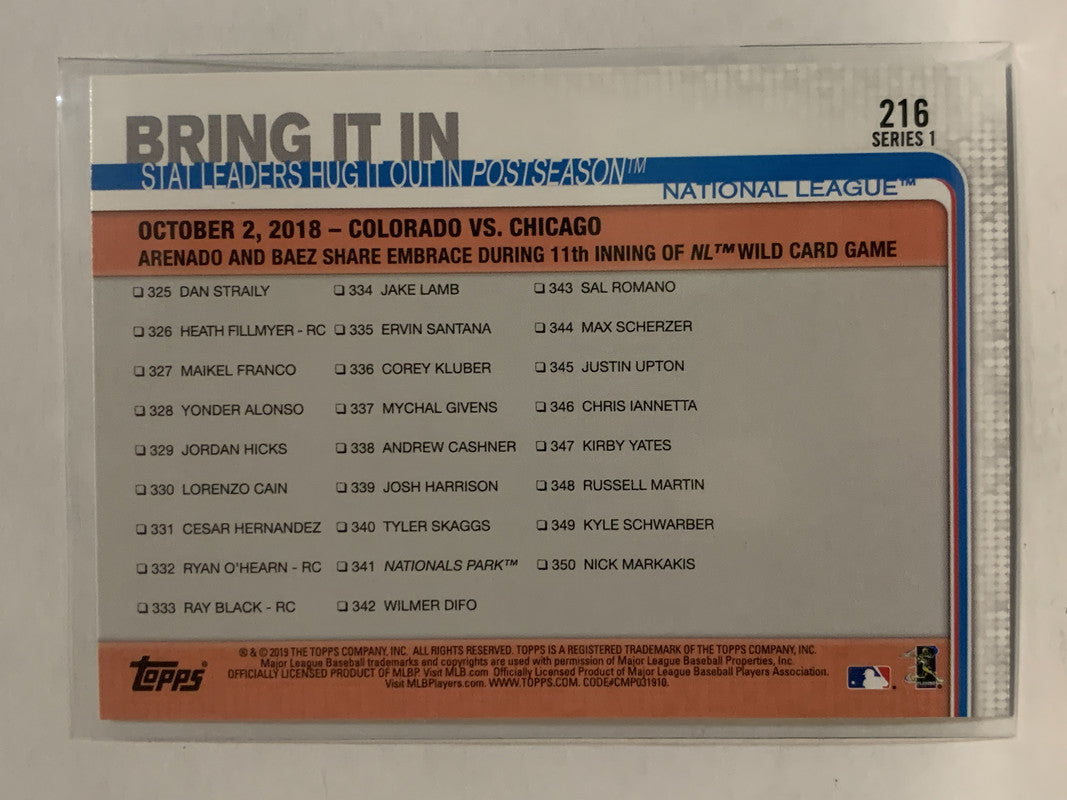 BRING IT IN
216
SERIES 1
STAT LEADERS HUG IT OUT IN POSTSEASON™
NATIONAL LEAGUE™
OCTOBER 2, 2018 – COLORADO VS. CHICAGO
ARENADO AND BAEZ SHARE EMBRACE DURING 11th INNING OF NL™ WILD CARD GAME
❏ 325 DAN STRAILY
❏ 326 HEATH FILLMYER - RC
❏ 327 MAIKEL FRANCO
❏ 328 YONDER ALONSO
❏ 329 JORDAN HICKS
❏ 330 LORENZO CAIN
❏ 331 CESAR HERNANDEZ
❏ 332 RYAN O'HEARN - RC
❏ 333 RAY BLACK - RC
❏ 334 JAKE LAMB
❏ 335 ERVIN SANTANA
❏ 336 COREY KLUBER
❏ 337 MYCHAL GIVENS
❏ 338 ANDREW CASHNER
❏ 339 JOSH HARRISON
❏ 340 TYLER SKAGGS
❏ 341 NATIONALS PARK™
❏ 342 WILMER DIFO
❏ 343 SAL ROMANO
❏ 344 MAX SCHERZER
❏ 345 JUSTIN UPTON
❏ 346 CHRIS IANNETTA
❏ 347 KIRBY YATES
❏ 348 RUSSELL MARTIN
❏ 349 KYLE SCHWARBER
❏ 350 NICK MARKAKIS
TOPPS®
® & © 2019 THE TOPPS COMPANY, INC. ALL RIGHTS RESERVED. TOPPS IS A REGISTERED TRADEMARK OF THE TOPPS COMPANY, INC.
Major League Baseball trademarks and copyrights are used with permission of Major League Baseball Properties, Inc.
OFFICIALLY LICENSED PRODUCT OF MLBP. Visit MLB.com Officially Licensed Product of Major League Baseball Players Association.
Visit MLBPlayers.com. WWW.TOPPS.COM. CODE#CMP031910.